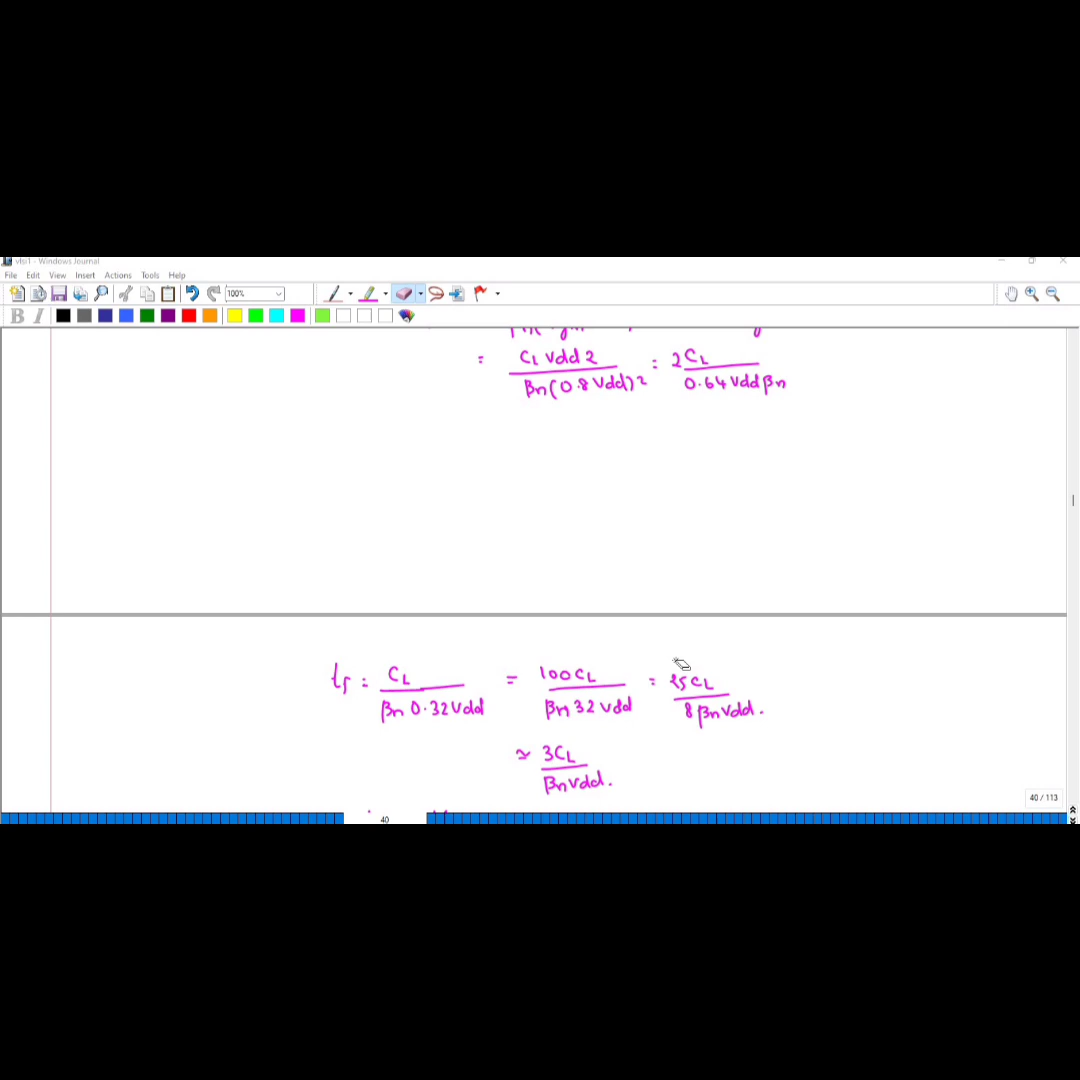 vlsi1 - Windows Journal
File Edit View Insert Actions Tools Help
100%
B I
= CL Vdd 2 / βn(0.8 Vdd)2 = 2CL / 0.64 Vdd βn
tf = CL / βn 0.32 Vdd = 100CL / βn 32 Vdd = 25CL / 8 βn Vdd.
≃ 3CL / βn Vdd.
40 / 113
40